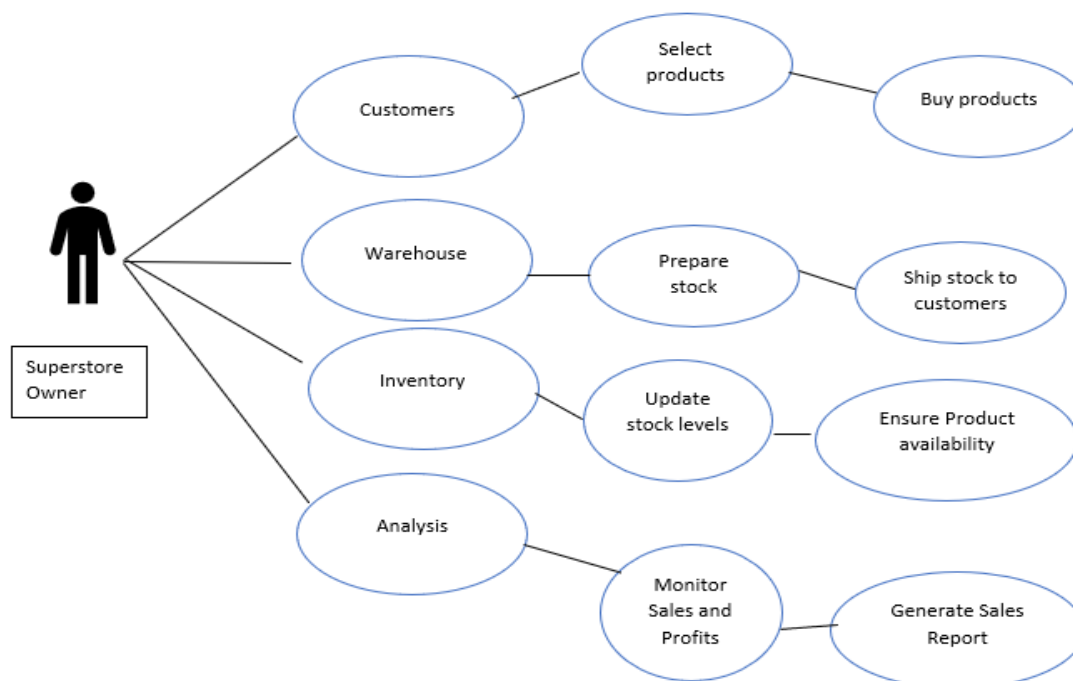 Select
products
Customers
Buy products
Warehouse
Prepare
stock
Ship stock to
customers
Superstore
Owner
Inventory
Update
stock levels
Ensure Product
availability
Analysis
Monitor
Sales and
Profits
Generate Sales
Report